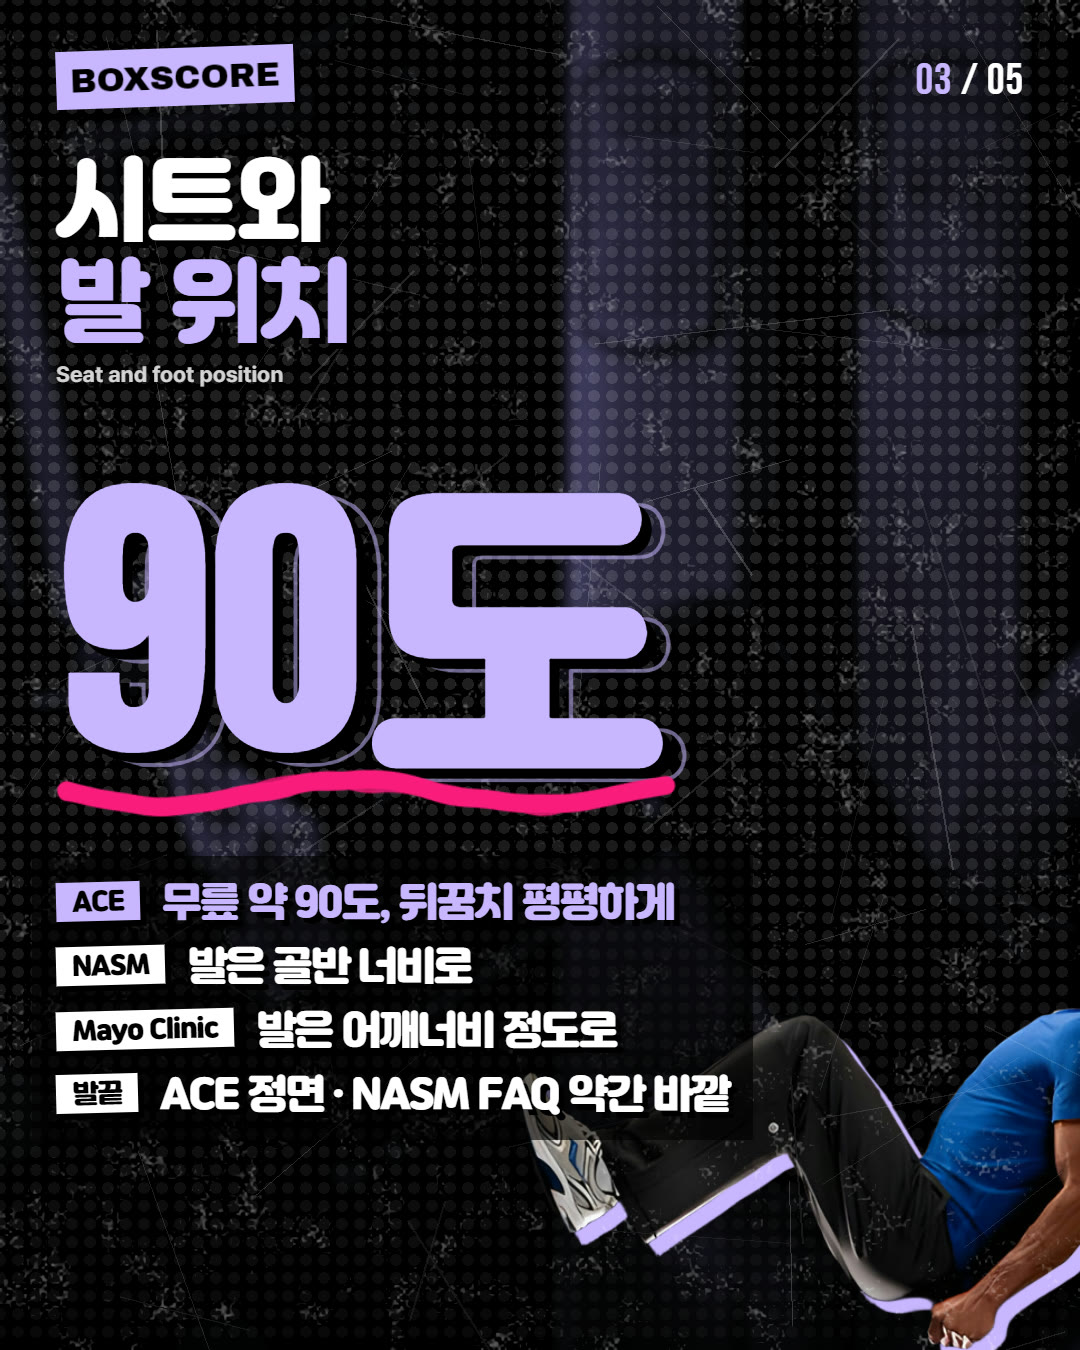 BOXSCORE
03 / 05
시트와
발 위치
Seat and foot position
90도
ACE 무릎 약 90도, 뒤꿈치 평평하게
NASM 발은 골반 너비로
Mayo Clinic 발은 어깨너비 정도로
발끝 ACE 정면 · NASM FAQ 약간 바깥